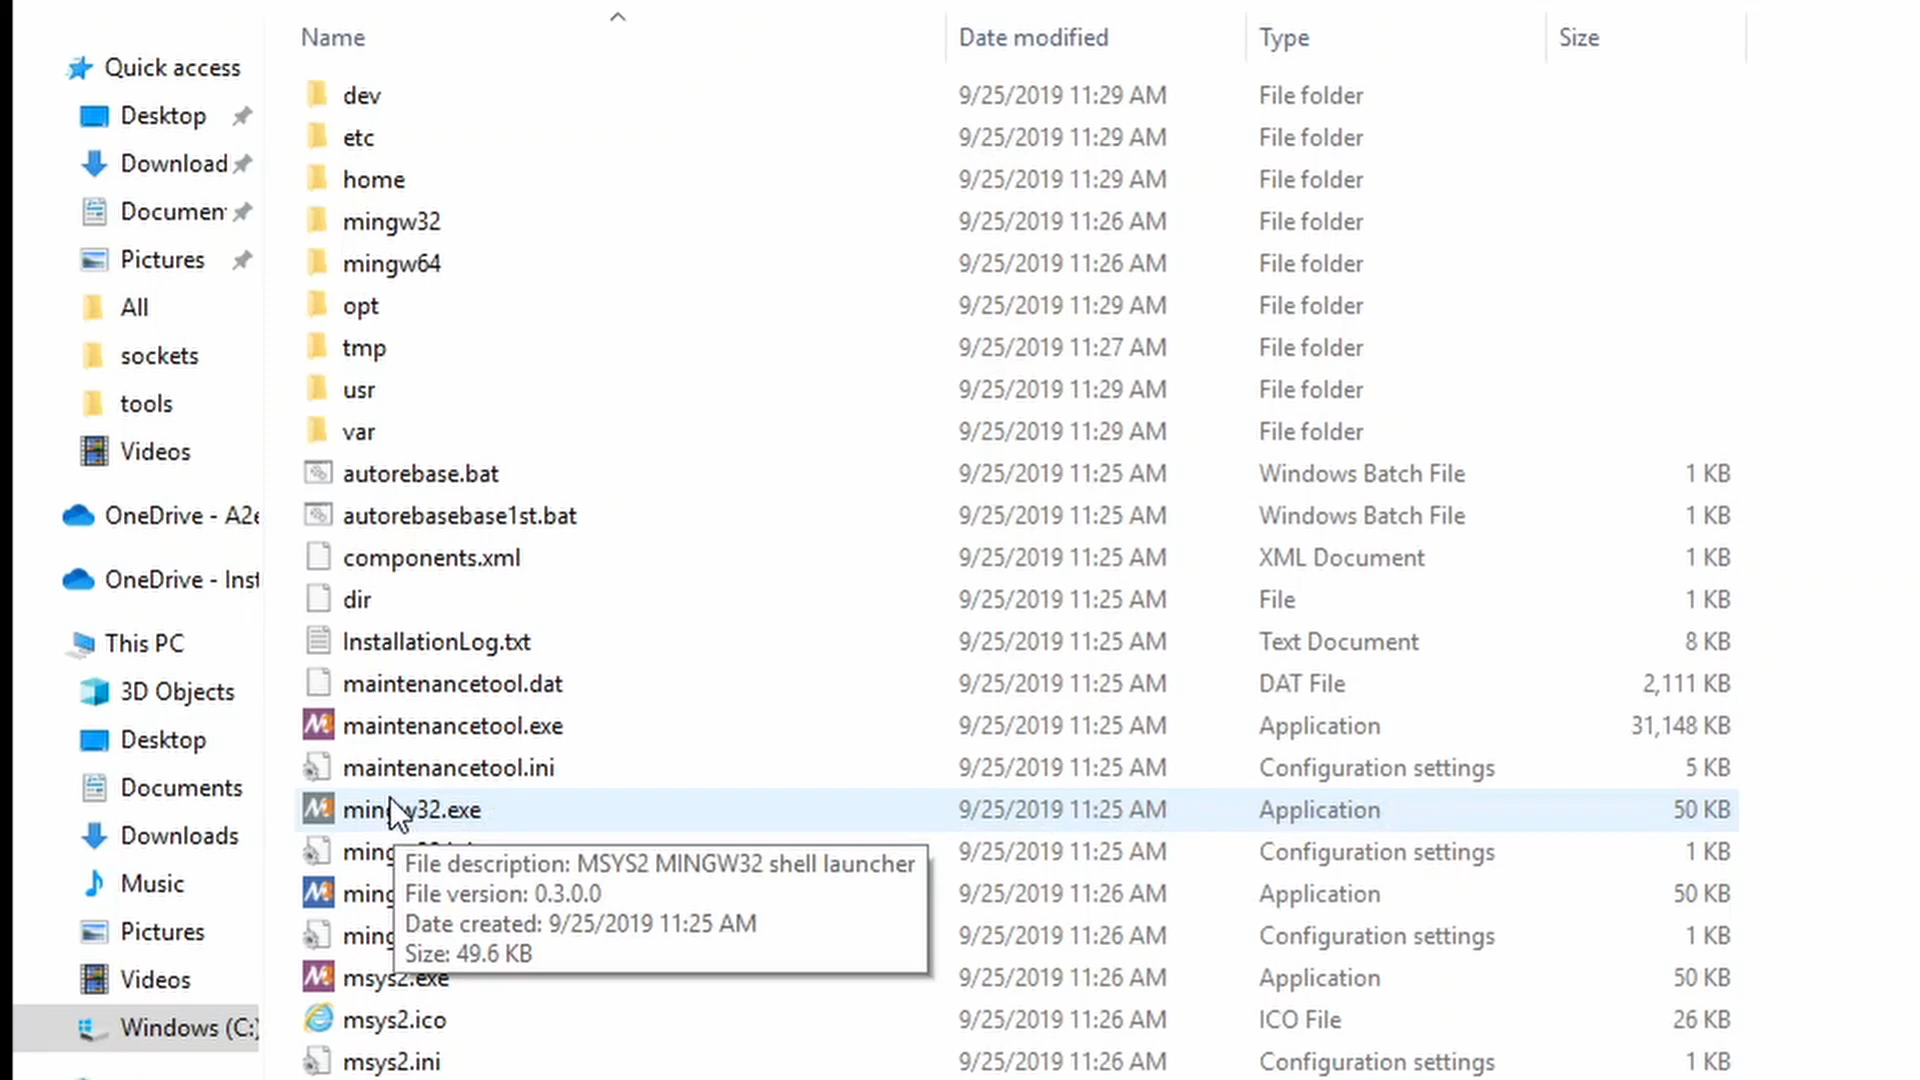 Name Date modified Type Size
Quick access
Desktop
Download
Documen
Pictures
All
sockets
tools
Videos
OneDrive - A2e
OneDrive - Inst
This PC
3D Objects
Desktop
Documents
Downloads
Music
Pictures
Videos
Windows (C:)
dev 9/25/2019 11:29 AM File folder
etc 9/25/2019 11:29 AM File folder
home 9/25/2019 11:29 AM File folder
mingw32 9/25/2019 11:26 AM File folder
mingw64 9/25/2019 11:26 AM File folder
opt 9/25/2019 11:29 AM File folder
tmp 9/25/2019 11:27 AM File folder
usr 9/25/2019 11:29 AM File folder
var 9/25/2019 11:29 AM File folder
autorebase.bat 9/25/2019 11:25 AM Windows Batch File 1 KB
autorebasebase1st.bat 9/25/2019 11:25 AM Windows Batch File 1 KB
components.xml 9/25/2019 11:25 AM XML Document 1 KB
dir 9/25/2019 11:25 AM File 1 KB
InstallationLog.txt 9/25/2019 11:25 AM Text Document 8 KB
maintenancetool.dat 9/25/2019 11:25 AM DAT File 2,111 KB
maintenancetool.exe 9/25/2019 11:25 AM Application 31,148 KB
maintenancetool.ini 9/25/2019 11:25 AM Configuration settings 5 KB
mingw32.exe 9/25/2019 11:25 AM Application 50 KB
9/25/2019 11:25 AM Configuration settings 1 KB
9/25/2019 11:26 AM Application 50 KB
9/25/2019 11:26 AM Configuration settings 1 KB
msys2.exe 9/25/2019 11:26 AM Application 50 KB
msys2.ico 9/25/2019 11:26 AM ICO File 26 KB
msys2.ini 9/25/2019 11:26 AM Configuration settings 1 KB
File description: MSYS2 MINGW32 shell launcher
File version: 0.3.0.0
Date created: 9/25/2019 11:25 AM
Size: 49.6 KB